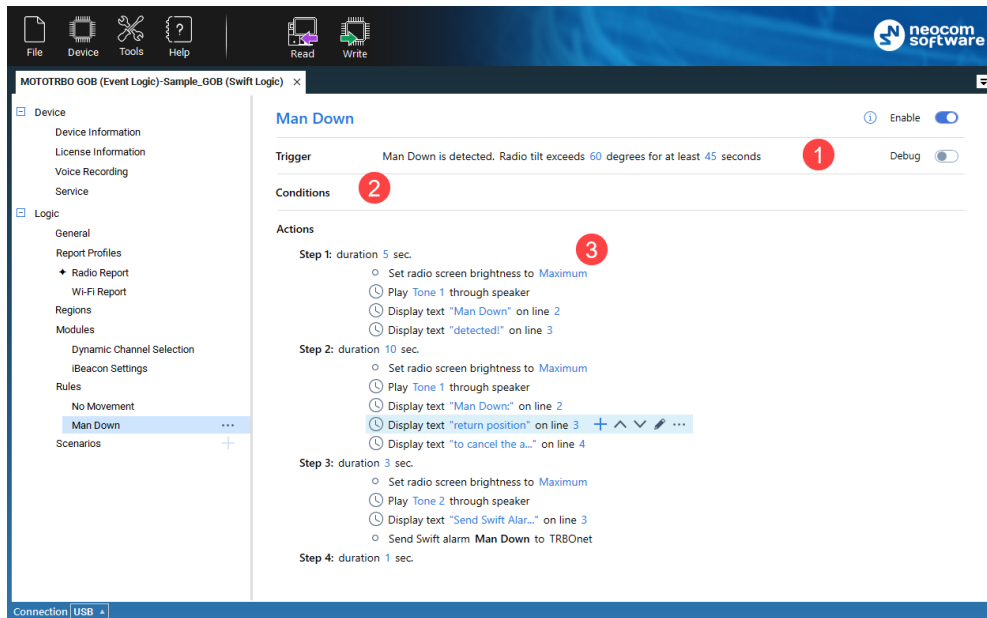 File
Device
Tools
Help
Read
Write
neocom
software
MOTOTRBO GOB (Event Logic)-Sample_GOB (Swift Logic) ×
Device
Device Information
License Information
Voice Recording
Service
Logic
General
Report Profiles
Radio Report
Wi-Fi Report
Regions
Modules
Dynamic Channel Selection
iBeacon Settings
Rules
No Movement
Man Down
Scenarios
Man Down
Enable
Trigger Man Down is detected. Radio tilt exceeds 60 degrees for at least 45 seconds 1 Debug
Conditions 2
Actions
3
Step 1: duration 5 sec.
Set radio screen brightness to Maximum
Play Tone 1 through speaker
Display text "Man Down" on line 2
Display text "detected!" on line 3
Step 2: duration 10 sec.
Set radio screen brightness to Maximum
Play Tone 1 through speaker
Display text "Man Down:" on line 2
Display text "return position" on line 3
Display text "to cancel the a..." on line 4
Step 3: duration 3 sec.
Set radio screen brightness to Maximum
Play Tone 2 through speaker
Display text "Send Swift Alar..." on line 3
Send Swift alarm Man Down to TRBOnet
Step 4: duration 1 sec.
Connection USB